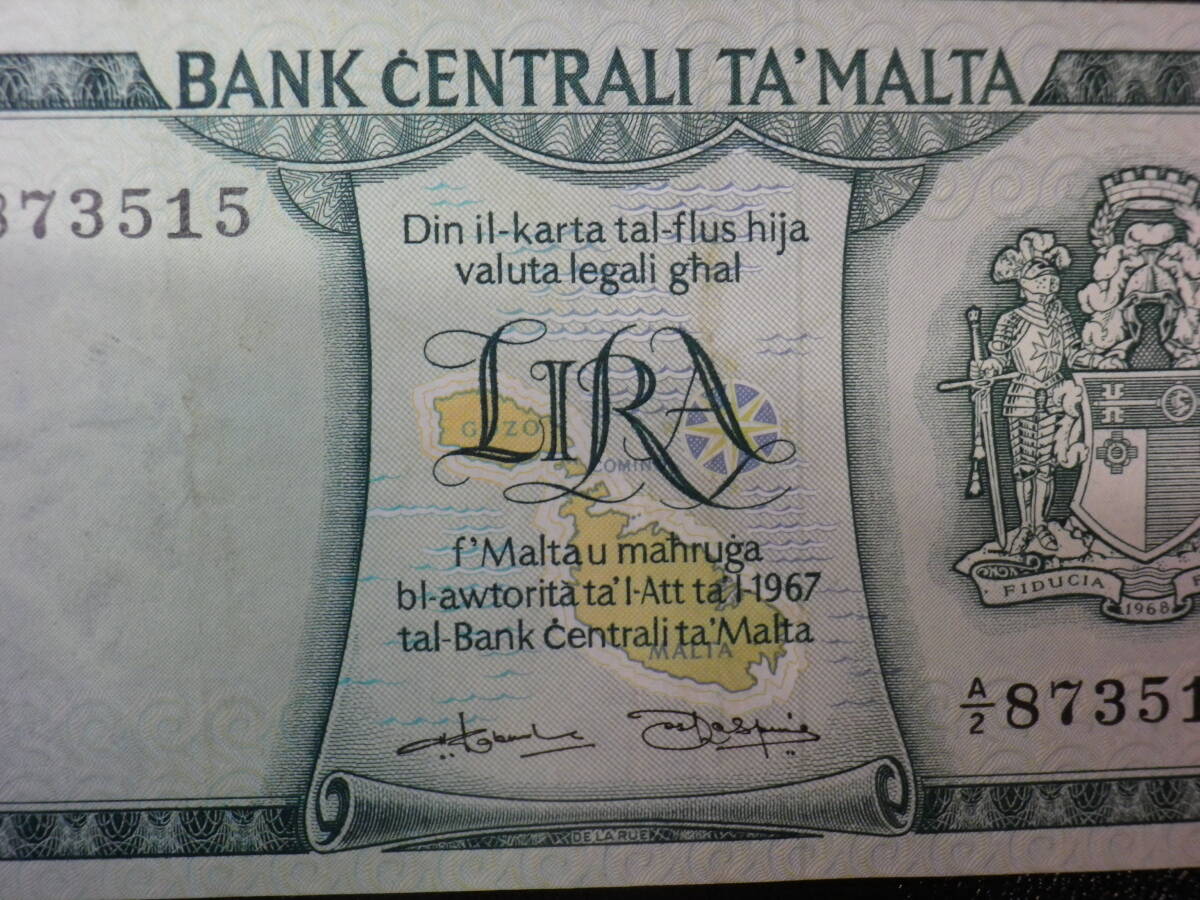 BANK ĊENTRALI TA' MALTA
873515
Din il-karta tal-flus hija
valuta legali għal
LIRA
GOZO
COMINO
f'Malta u maħruġa
bl-awtorità ta' l-Att ta' l-1967
tal-Bank Ċentrali ta' Malta
MALTA
FIDUCIA
1968
A/2 87351
DE LA RUE